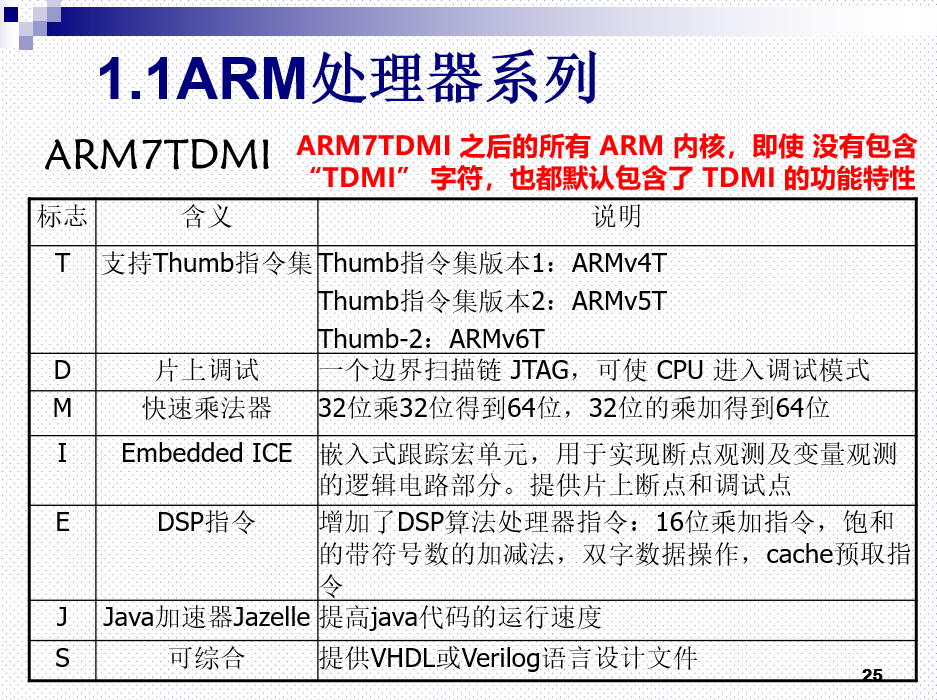 1.1ARM处理器系列
ARM7TDMI
ARM7TDMI 之后的所有 ARM 内核，即使 没有包含
“TDMI” 字符，也都默认包含了 TDMI 的功能特性
标志 含义 说明
T 支持Thumb指令集 Thumb指令集版本1：ARMv4T
Thumb指令集版本2：ARMv5T
Thumb-2：ARMv6T
D 片上调试 一个边界扫描链 JTAG，可使 CPU 进入调试模式
M 快速乘法器 32位乘32位得到64位，32位的乘加得到64位
I Embedded ICE 嵌入式跟踪宏单元，用于实现断点观测及变量观测
的逻辑电路部分。提供片上断点和调试点
E DSP指令 增加了DSP算法处理器指令：16位乘加指令，饱和
的带符号数的加减法，双字数据操作，cache预取指
令
J Java加速器Jazelle 提高java代码的运行速度
S 可综合 提供VHDL或Verilog语言设计文件
25